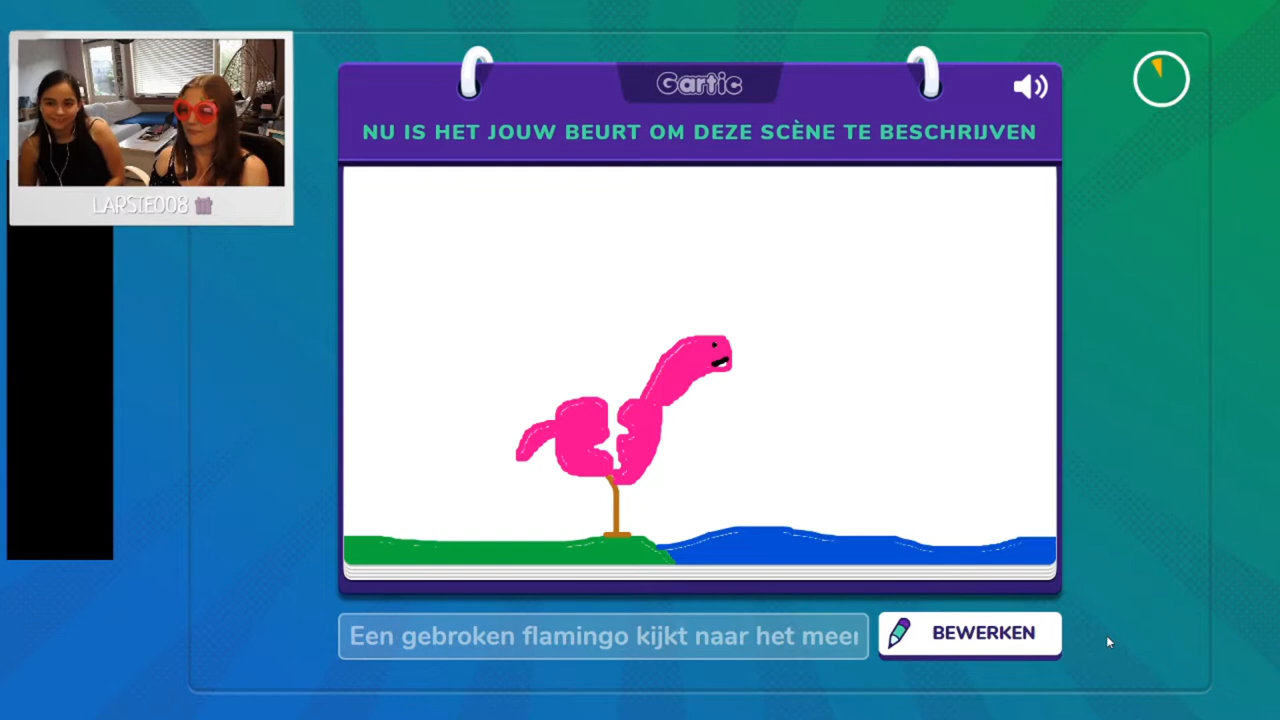 Gartic
NU IS HET JOUW BEURT OM DEZE SCÈNE TE BESCHRIJVEN
LARSIE008
Een gebroken flamingo kijkt naar het meer
BEWERKEN